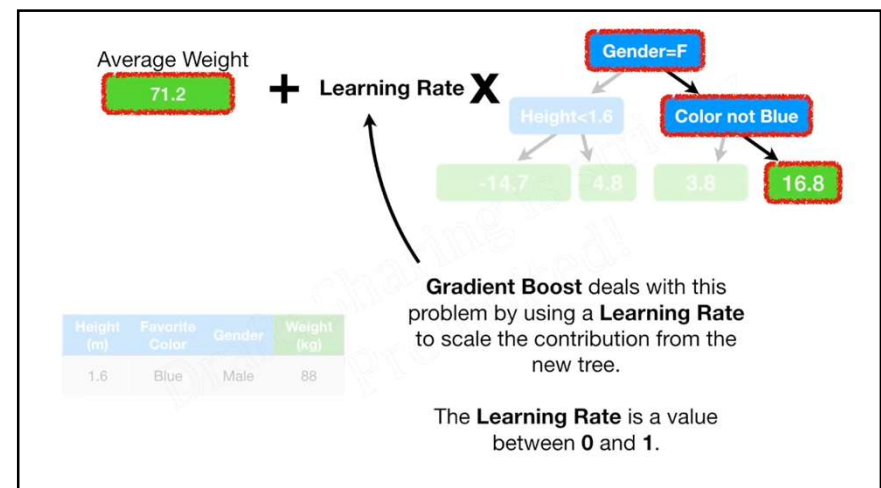 Average Weight
71.2
+ Learning Rate X
Gender=F
Height<1.6
Color not Blue
-14.7
4.8
3.8
16.8
Gradient Boost deals with this
problem by using a Learning Rate
to scale the contribution from the
new tree.
The Learning Rate is a value
between 0 and 1.
Height (m) Favorite Color Gender Weight (kg)
1.6 Blue Male 88